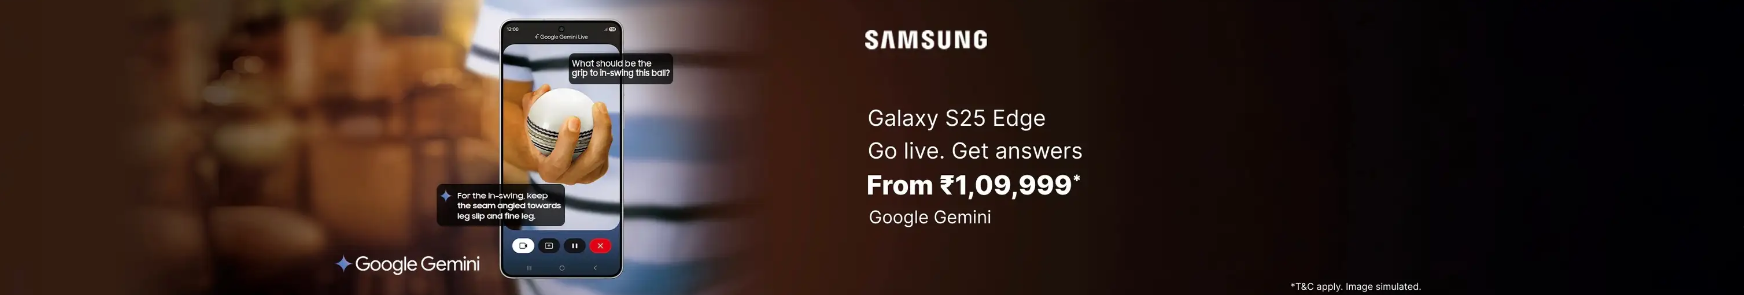 12:06
Google Gemini Live
What should be the
grip to in-swing this ball?
For the in-swing, keep
the seam angled towards
leg slip and fine leg.
Google Gemini
SAMSUNG
Galaxy S25 Edge
Go live. Get answers
From ₹1,09,999*
Google Gemini
*T&C apply. Image simulated.